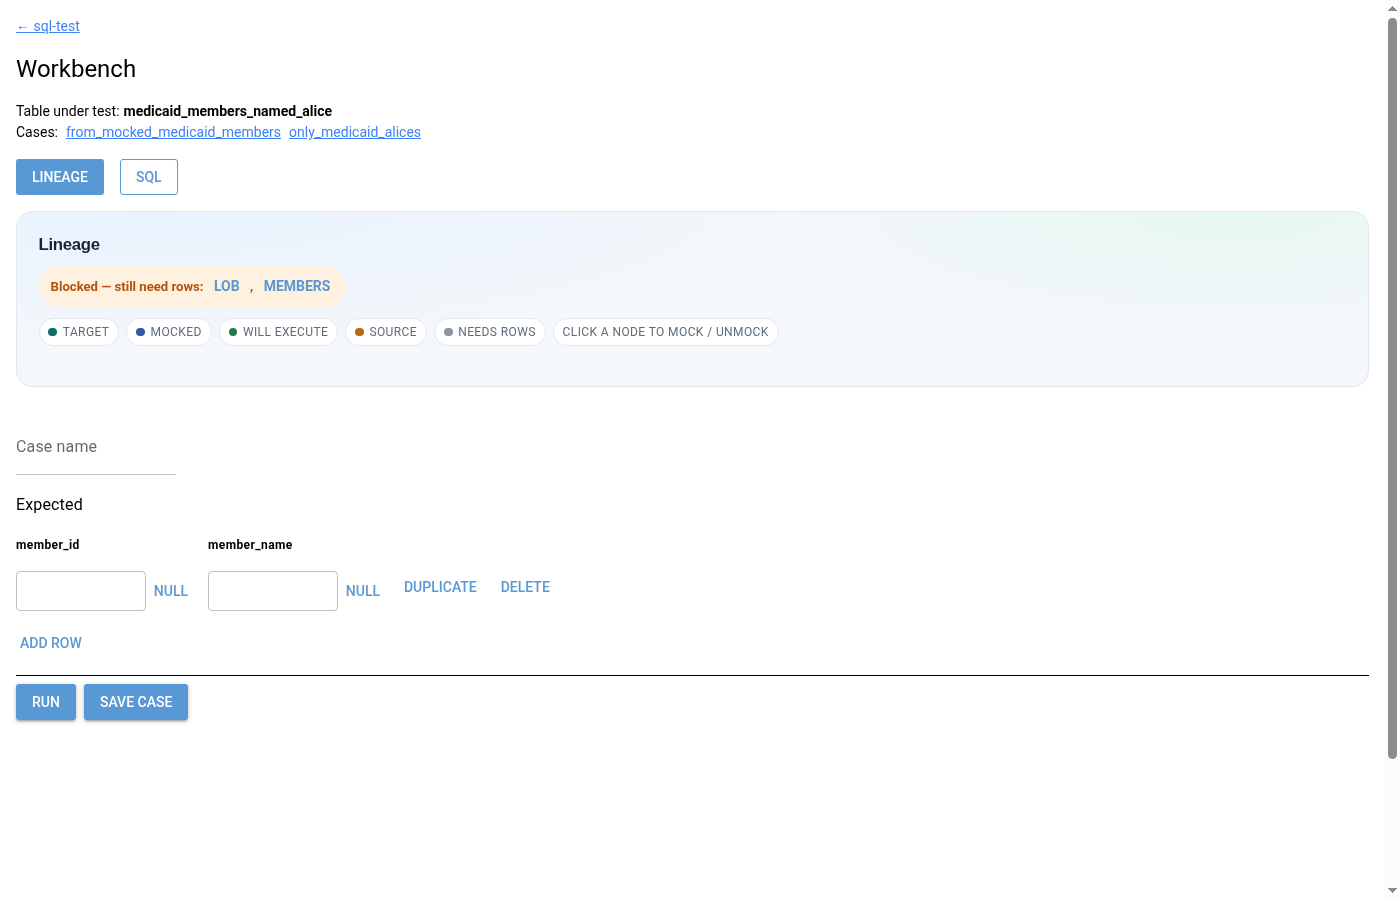 ← sql-test
Workbench
Table under test: medicaid_members_named_alice
Cases: from_mocked_medicaid_members only_medicaid_alices
LINEAGE SQL
Lineage
Blocked — still need rows: LOB , MEMBERS
TARGET MOCKED WILL EXECUTE SOURCE NEEDS ROWS CLICK A NODE TO MOCK / UNMOCK
Case name
Expected
member_id member_name
NULL NULL DUPLICATE DELETE
ADD ROW
RUN SAVE CASE